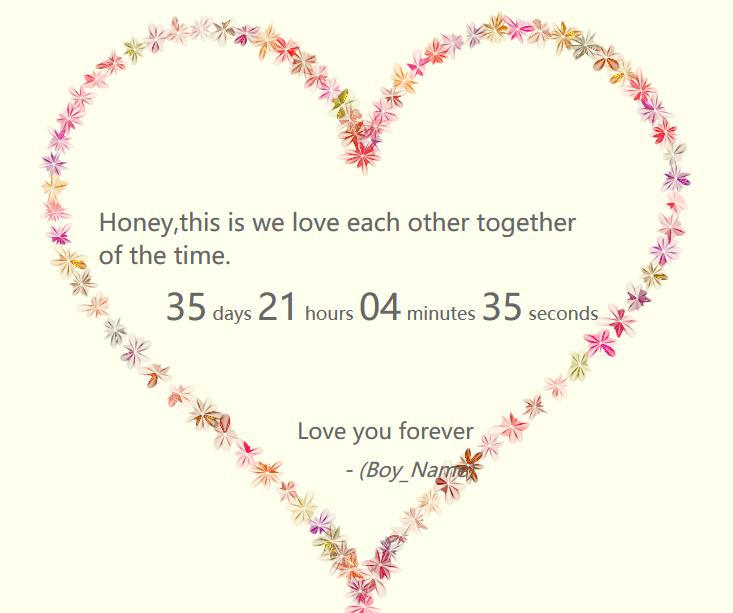 Honey,this is we love each other together
of the time.
35 days 21 hours 04 minutes 35 seconds
Love you forever
- (Boy_Name)